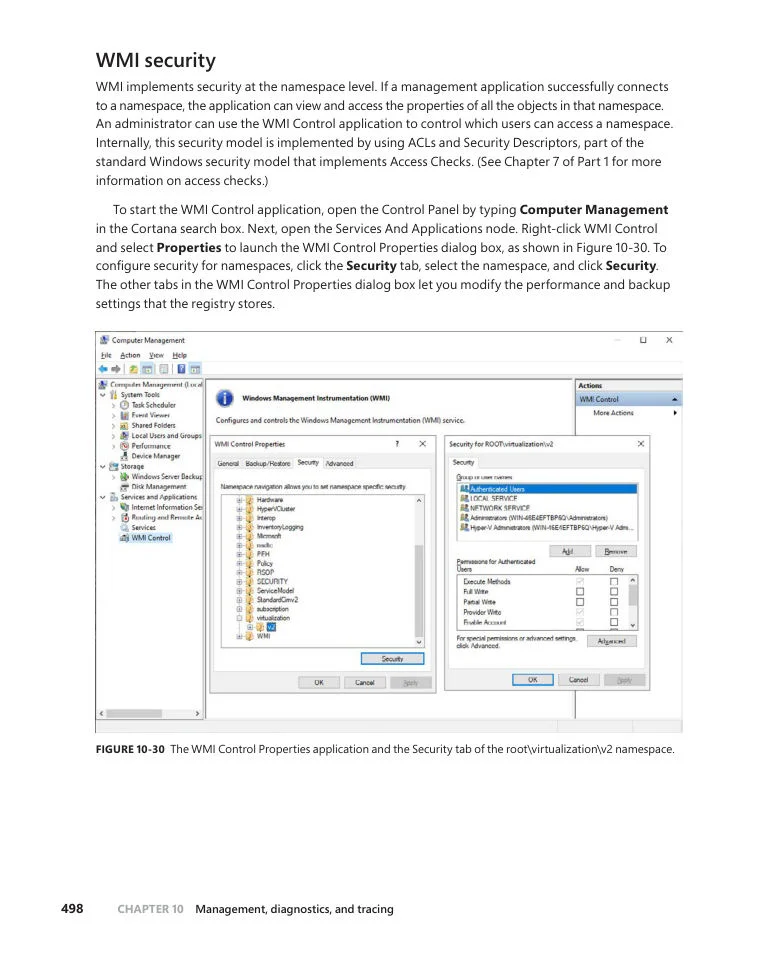 WMI security
WMI implements security at the namespace level. If a management application successfully connects
to a namespace, the application can view and access the properties of all the objects in that namespace.
An administrator can use the WMI Control application to control which users can access a namespace.
Internally, this security model is implemented by using ACLs and Security Descriptors, part of the
standard Windows security model that implements Access Checks. (See Chapter 7 of Part 1 for more
information on access checks.)
To start the WMI Control application, open the Control Panel by typing Computer Management
in the Cortana search box. Next, open the Services And Applications node. Right-click WMI Control
and select Properties to launch the WMI Control Properties dialog box, as shown in Figure 10-30. To
configure security for namespaces, click the Security tab, select the namespace, and click Security.
The other tabs in the WMI Control Properties dialog box let you modify the performance and backup
settings that the registry stores.
Computer Management
File Action View Help
Computer Management (Local
System Tools
Task Scheduler
Event Viewer
Shared Folders
Local Users and Groups
Performance
Device Manager
Storage
Windows Server Backup
Disk Management
Services and Applications
Internet Information Se
Routing and Remote Ac
Services
WMI Control
Windows Management Instrumentation (WMI)
Configures and controls the Windows Management Instrumentation (WMI) service.
WMI Control Properties
General Backup/Restore Security Advanced
Namespace navigation allows you to set namespace specific security.
Hardware
HyperVCluster
Interop
InventoryLogging
Microsoft
msdtc
PEH
Policy
RSOP
SECURITY
ServiceModel
StandardCimv2
subscription
virtualization
v2
WMI
Security
OK Cancel Apply
Security for ROOT\virtualization\v2
Security
Group or user names:
Authenticated Users
LOCAL SERVICE
NETWORK SERVICE
Administrators (WIN-46E4EFTBP6Q\Administrators)
Hyper-V Administrators (WIN-46E4EFTBP6Q\Hyper-V Admi...
Add... Remove
Permissions for Authenticated
Users Allow Deny
Execute Methods
Full Write
Partial Write
Provider Write
Enable Account
For special permissions or advanced settings,
click Advanced.
Advanced
OK Cancel Apply
Actions
WMI Control
More Actions
FIGURE 10-30 The WMI Control Properties application and the Security tab of the root\virtualization\v2 namespace.
498 CHAPTER 10 Management, diagnostics, and tracing